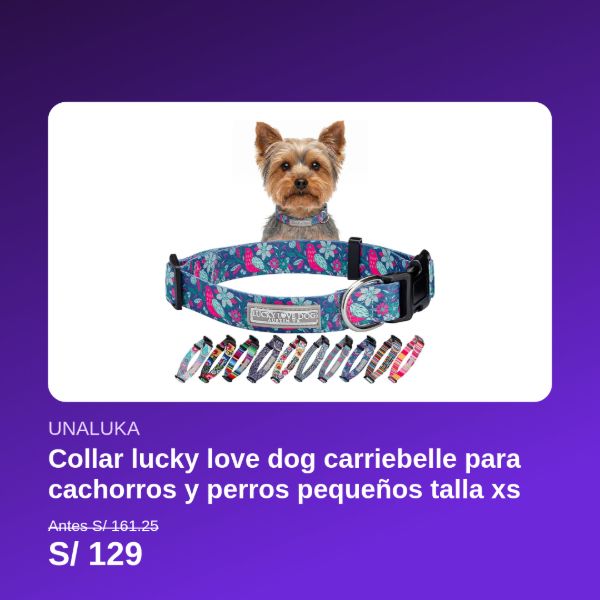 LUCKY LOVE DOG
UNALUKA
Collar lucky love dog carriebelle para
cachorros y perros pequeños talla xs
Antes S/ 161.25
S/ 129